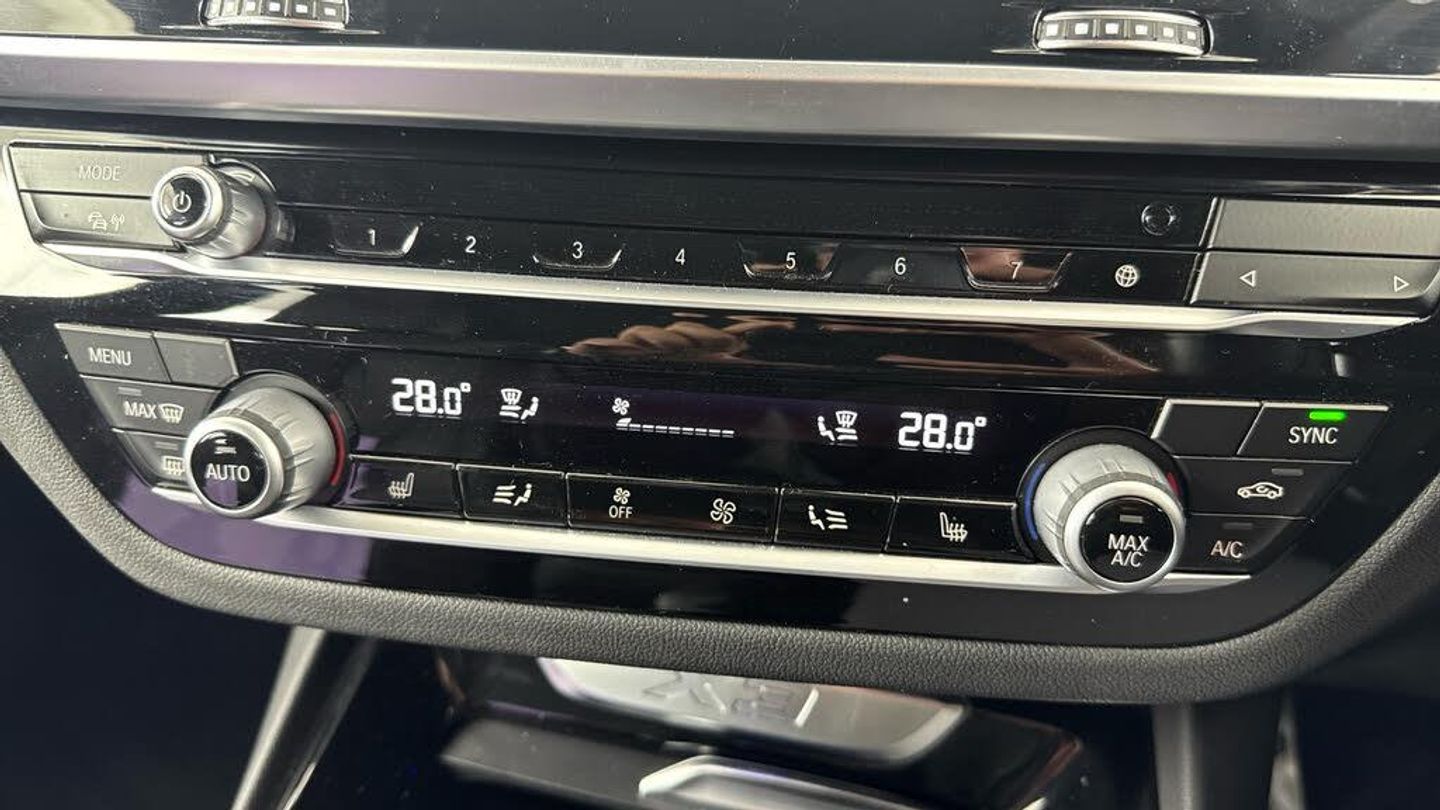 MODE
1 2 3 4 5 6 7
MENU
MAX
28.0°
28.0°
SYNC
AUTO
OFF
MAX
A/C
A/C